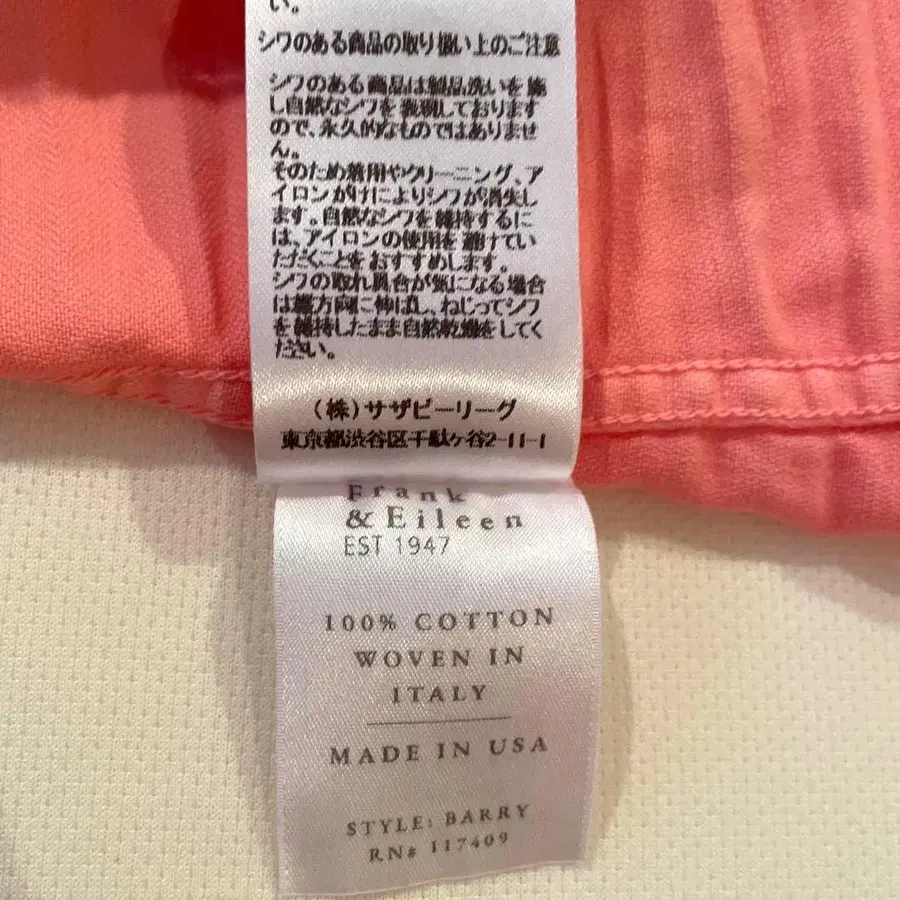 い。
シワのある商品の取り扱い上のご注意
シワのある商品は製品洗いを施
し自然なシワを表現しております
ので、永久的なものではありませ
ん。
そのため着用やクリーニング、ア
イロンがけによりシワが消失し
ます。自然なシワを維持するに
は、アイロンの使用を避けてい
ただくことをおすすめします。
シワの取れ具合が気になる場合
は縦方向に伸ばし、ねじってシワ
を維持したまま自然乾燥をしてく
ださい。
(株)サザビーリーグ
東京都渋谷区千駄ヶ谷2-11-1
Frank
& Eileen
EST 1947
100% COTTON
WOVEN IN
ITALY
MADE IN USA
STYLE: BARRY
RN# 117409